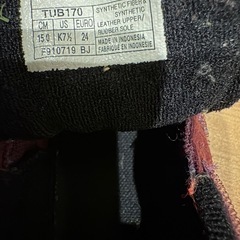 TUB170
CM US EURO
15.0 K7½ 24
F910719 BJ
SYNTHETIC FIBER &
SYNTHETIC
LEATHER UPPER/
RUBBER SOLE
MADE IN INDONESIA
FABRIQUE EN INDONESIE